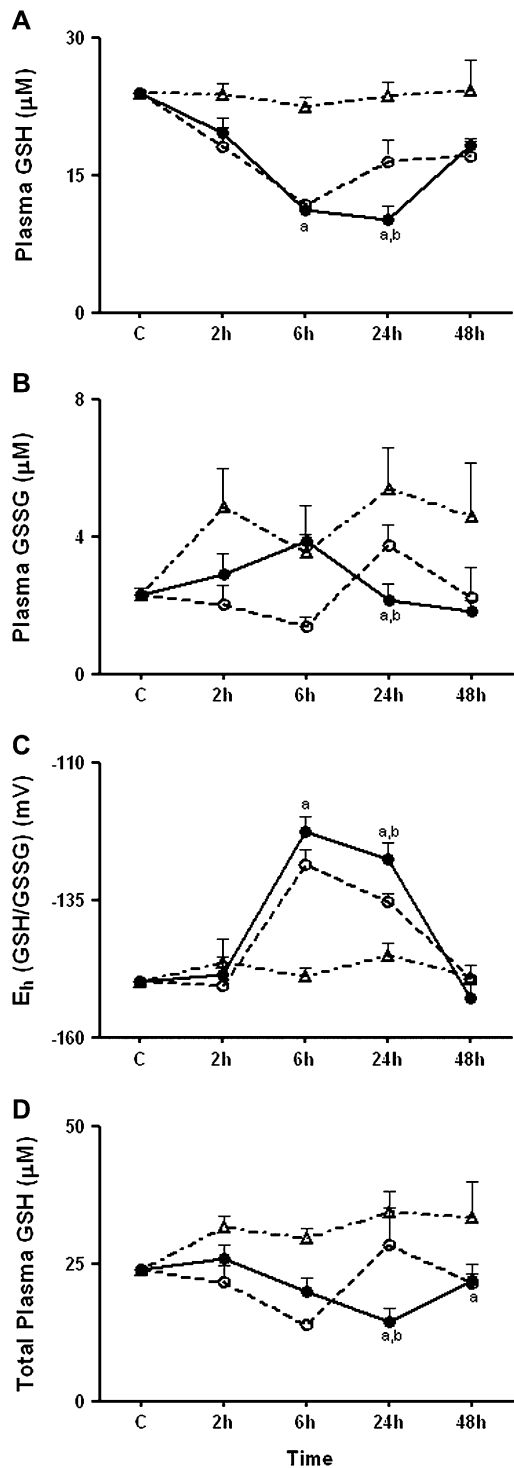 A
Plasma GSH (μM)
30
15
0
a
a,b
C 2h 6h 24h 48h
B
Plasma GSSG (μM)
8
4
0
a,b
C 2h 6h 24h 48h
C
Eh (GSH/GSSG) (mV)
-110
-135
-160
a
a,b
C 2h 6h 24h 48h
D
Total Plasma GSH (μM)
50
25
0
a,b
a
C 2h 6h 24h 48h
Time